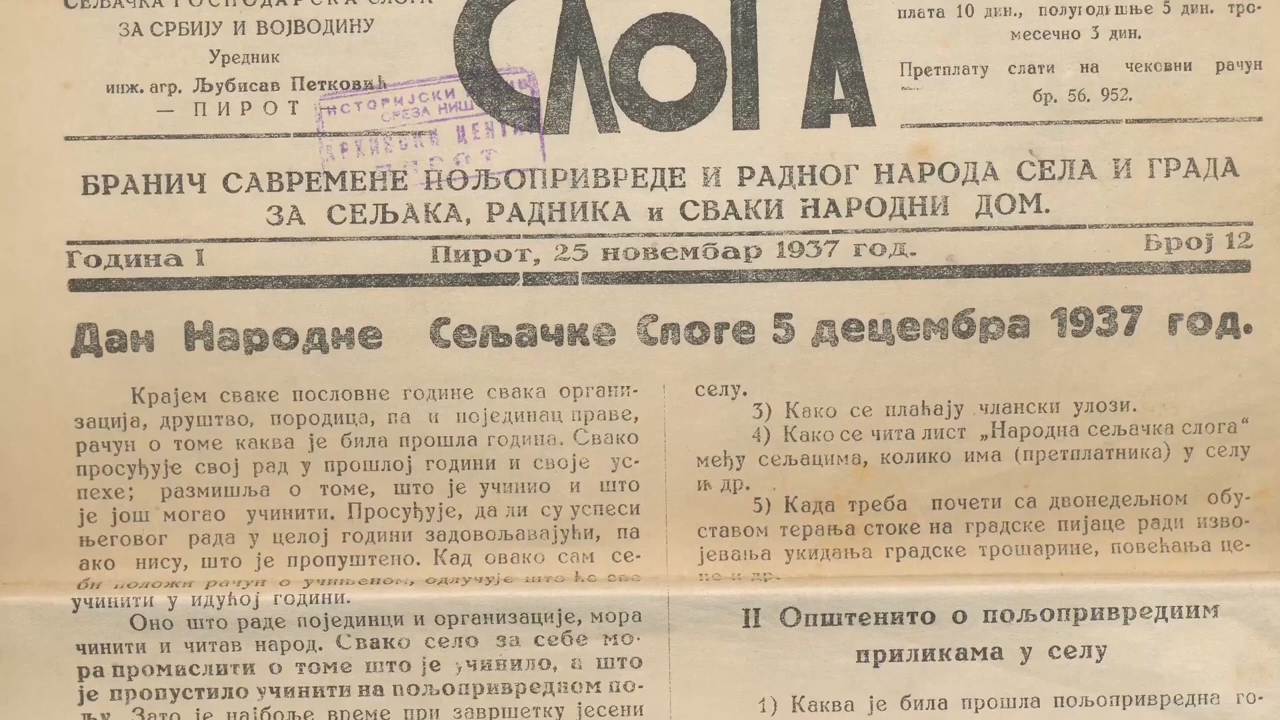 СЕЉАЧКА ГОСПОДАРСКА СЛОГА
ЗА СРБИЈУ И ВОЈВОДИНУ
Уредник
инж. агр. Љубисав Петковић
— ПИРОТ
СЛОГА
плата 10 дин., полугодишње 5 дин. тро-
месечно 3 дин.
Претплату слати на чековни рачун
бр. 56. 952.
ИСТОРИЈСКИ
СРЕЗА НИШ
АРХИВСКИ ЦЕНТАР
ПИРОТ
БРАНИЧ САВРЕМЕНЕ ПОЉОПРИВРЕДЕ И РАДНОГ НАРОДА СЕЛА И ГРАДА
ЗА СЕЉАКА, РАДНИКА и СВАКИ НАРОДНИ ДОМ.
Година I Пирот, 25 новембар 1937 год. Број 12
Дан Народне Сељачке Слоге 5 децембра 1937 год.
Крајем сваке пословне године свака органи-
зација, друштво, породица, па и појединац праве,
рачун о томе каква је била прошла година. Свако
просуђује свој рад у прошлој години и своје ус-
пехе; размишља о томе, што је учинио и што
је још могао учинити. Просуђује, да ли су успеси
његовог рада у целој години задовољавајући, па
ако нису, што је пропуштено. Кад овако сам се-
би положи рачун о учињеном, одлучује што ће све
учинити у идућој години.
Оно што раде појединци и организације, мора
чинити и читав народ. Свако село за себе мо-
ра промислити о томе што је учинило, а што
је пропустило учинити на пољопривредном по-
љу. Зато је најбоље време при завршетку јесени
селу.
3) Како се плаћају члански улози.
4) Како се чита лист „Народна сељачка слога“
међу сељацима, колико има (претплатника) у селу
и др.
5) Када треба почети са двонедељном обу-
ставом терања стоке на градске пијаце ради изво-
јевања укидања градске трошарине, повећања це-
не и др.
II Општенито о пољопривредним
приликама у селу
1) Каква је била прошла пољопривредна го-